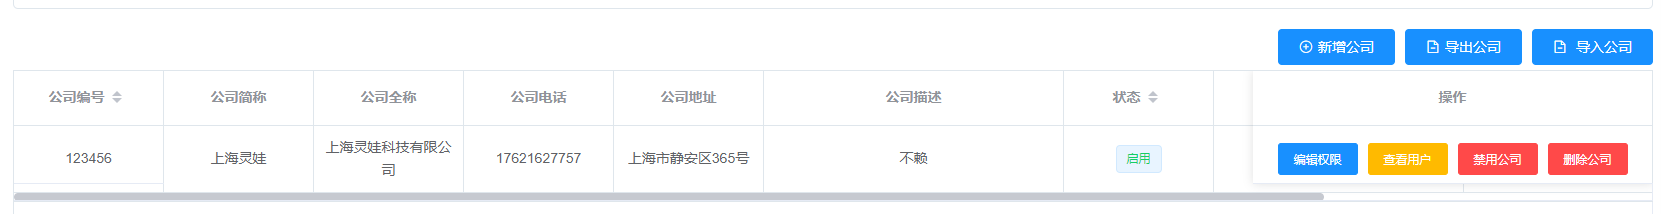 新增公司 导出公司 导入公司
公司编号 公司简称 公司全称 公司电话 公司地址 公司描述 状态 操作
123456 上海灵娃 上海灵娃科技有限公 17621627757 上海市静安区365号 不赖 启用 编辑权限 查看用户 禁用公司 删除公司
司